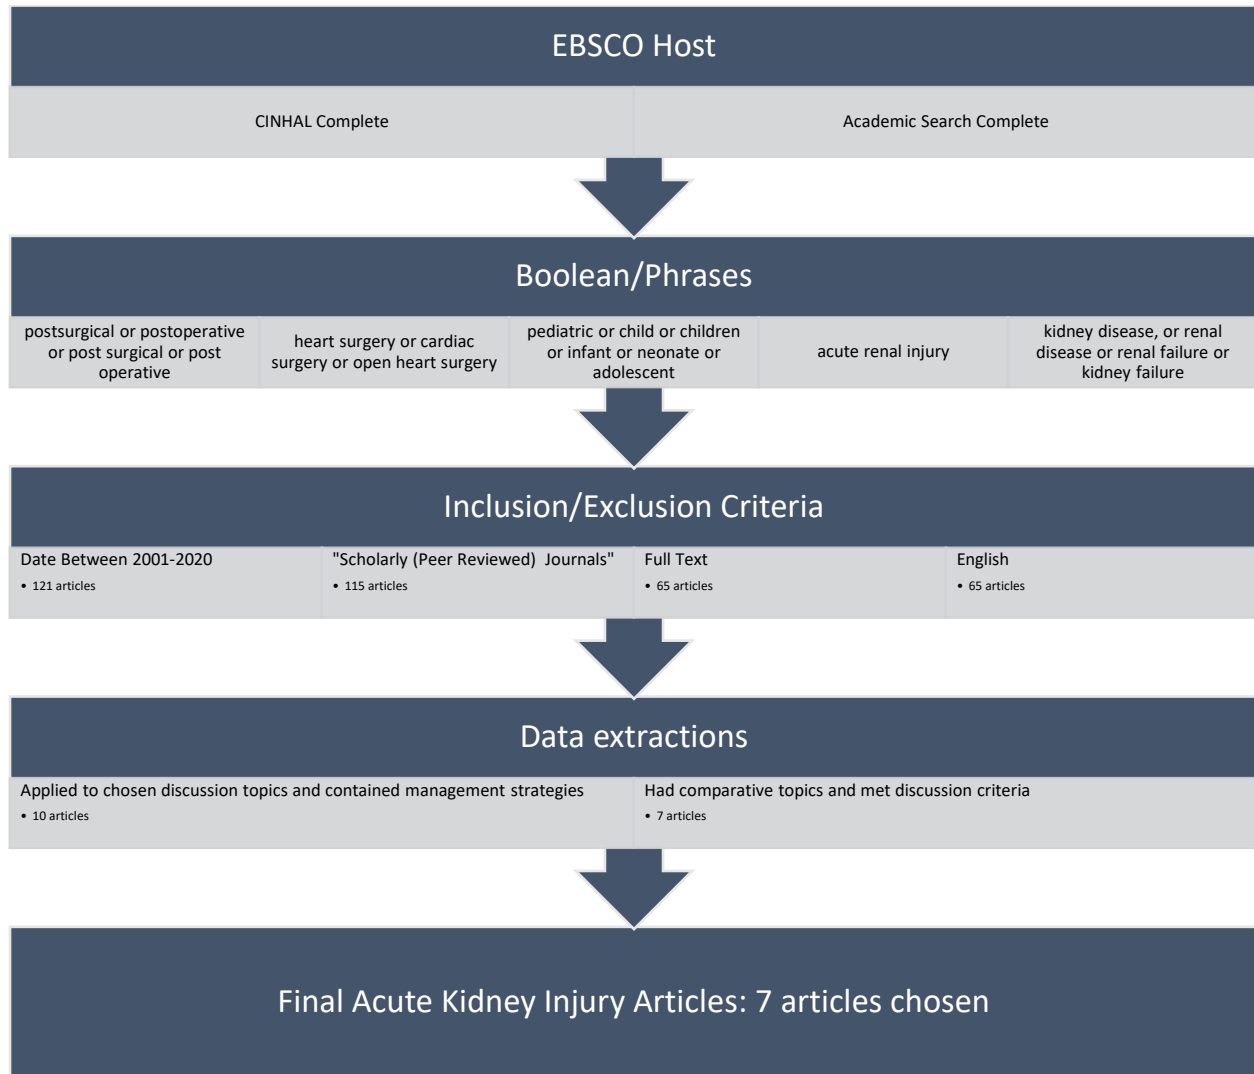 EBSCO Host
CINHAL Complete
Academic Search Complete
Boolean/Phrases
postsurgical or postoperative
or post surgical or post
operative
heart surgery or cardiac
surgery or open heart surgery
pediatric or child or children
or infant or neonate or
adolescent
acute renal injury
kidney disease, or renal
disease or renal failure or
kidney failure
Inclusion/Exclusion Criteria
Date Between 2001-2020
• 121 articles
"Scholarly (Peer Reviewed) Journals"
• 115 articles
Full Text
• 65 articles
English
• 65 articles
Data extractions
Applied to chosen discussion topics and contained management strategies
• 10 articles
Had comparative topics and met discussion criteria
• 7 articles
Final Acute Kidney Injury Articles: 7 articles chosen